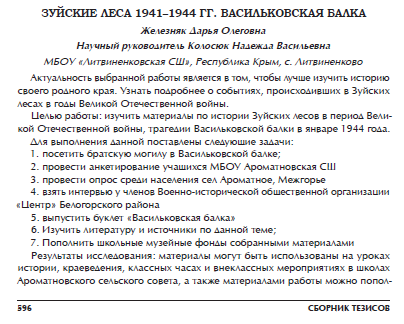 ЗУЙСКИЕ ЛЕСА 1941–1944 ГГ. ВАСИЛЬКОВСКАЯ БАЛКА
Железняк Дарья Олеговна
Научный руководитель Колосюк Надежда Васильевна
МБОУ «Литвиненковская СШ», Республика Крым, с. Литвиненково
Актуальность выбранной работы является в том, чтобы лучше изучить историю
своего родного края. Узнать подробнее о событиях, происходивших в Зуйских
лесах в годы Великой Отечественной войны.
Целью работы: изучить материалы по истории Зуйских лесов в период Вели-
кой Отечественной войны, трагедии Васильковской балки в январе 1944 года.
Для выполнения данной поставлены следующие задачи:
1. посетить братскую могилу в Васильковской балке;
2. провести анкетирование учащихся МБОУ Ароматновская СШ
3. провести опрос среди населения сел Ароматное, Межгорье
4. взять интервью у членов Военно-исторической общественной организации
«Центр» Белогорского района
5. выпустить буклет «Васильковская балка»
6. Изучить литературу и источники по данной теме;
7. Пополнить школьные музейные фонды собранными материалами
Результаты исследования: материалы могут быть использованы на уроках
истории, краеведения, классных часах и внеклассных мероприятиях в школах
Ароматновского сельского совета, а также материалами работы можно попол-
396
СБОРНИК ТЕЗИСОВ